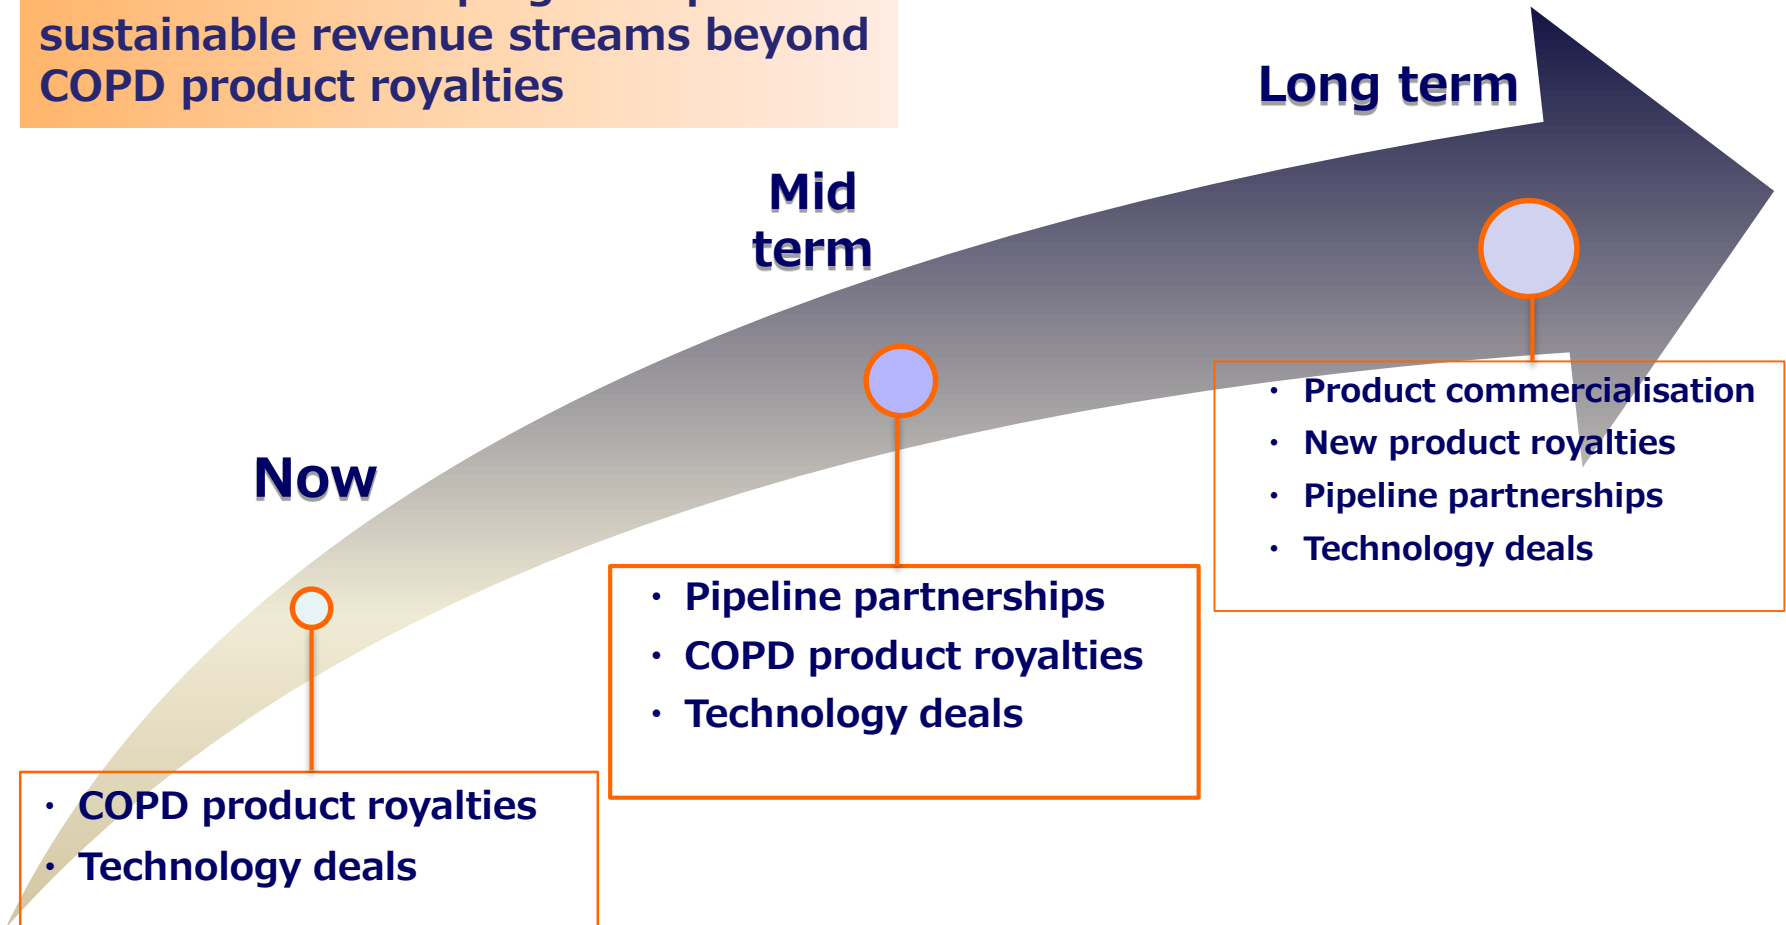 sustainable revenue streams beyond
COPD product royalties
Long term
Mid
term
Now
· Product commercialisation
· New product royalties
· Pipeline partnerships
· Technology deals
· Pipeline partnerships
· COPD product royalties
· Technology deals
· COPD product royalties
· Technology deals